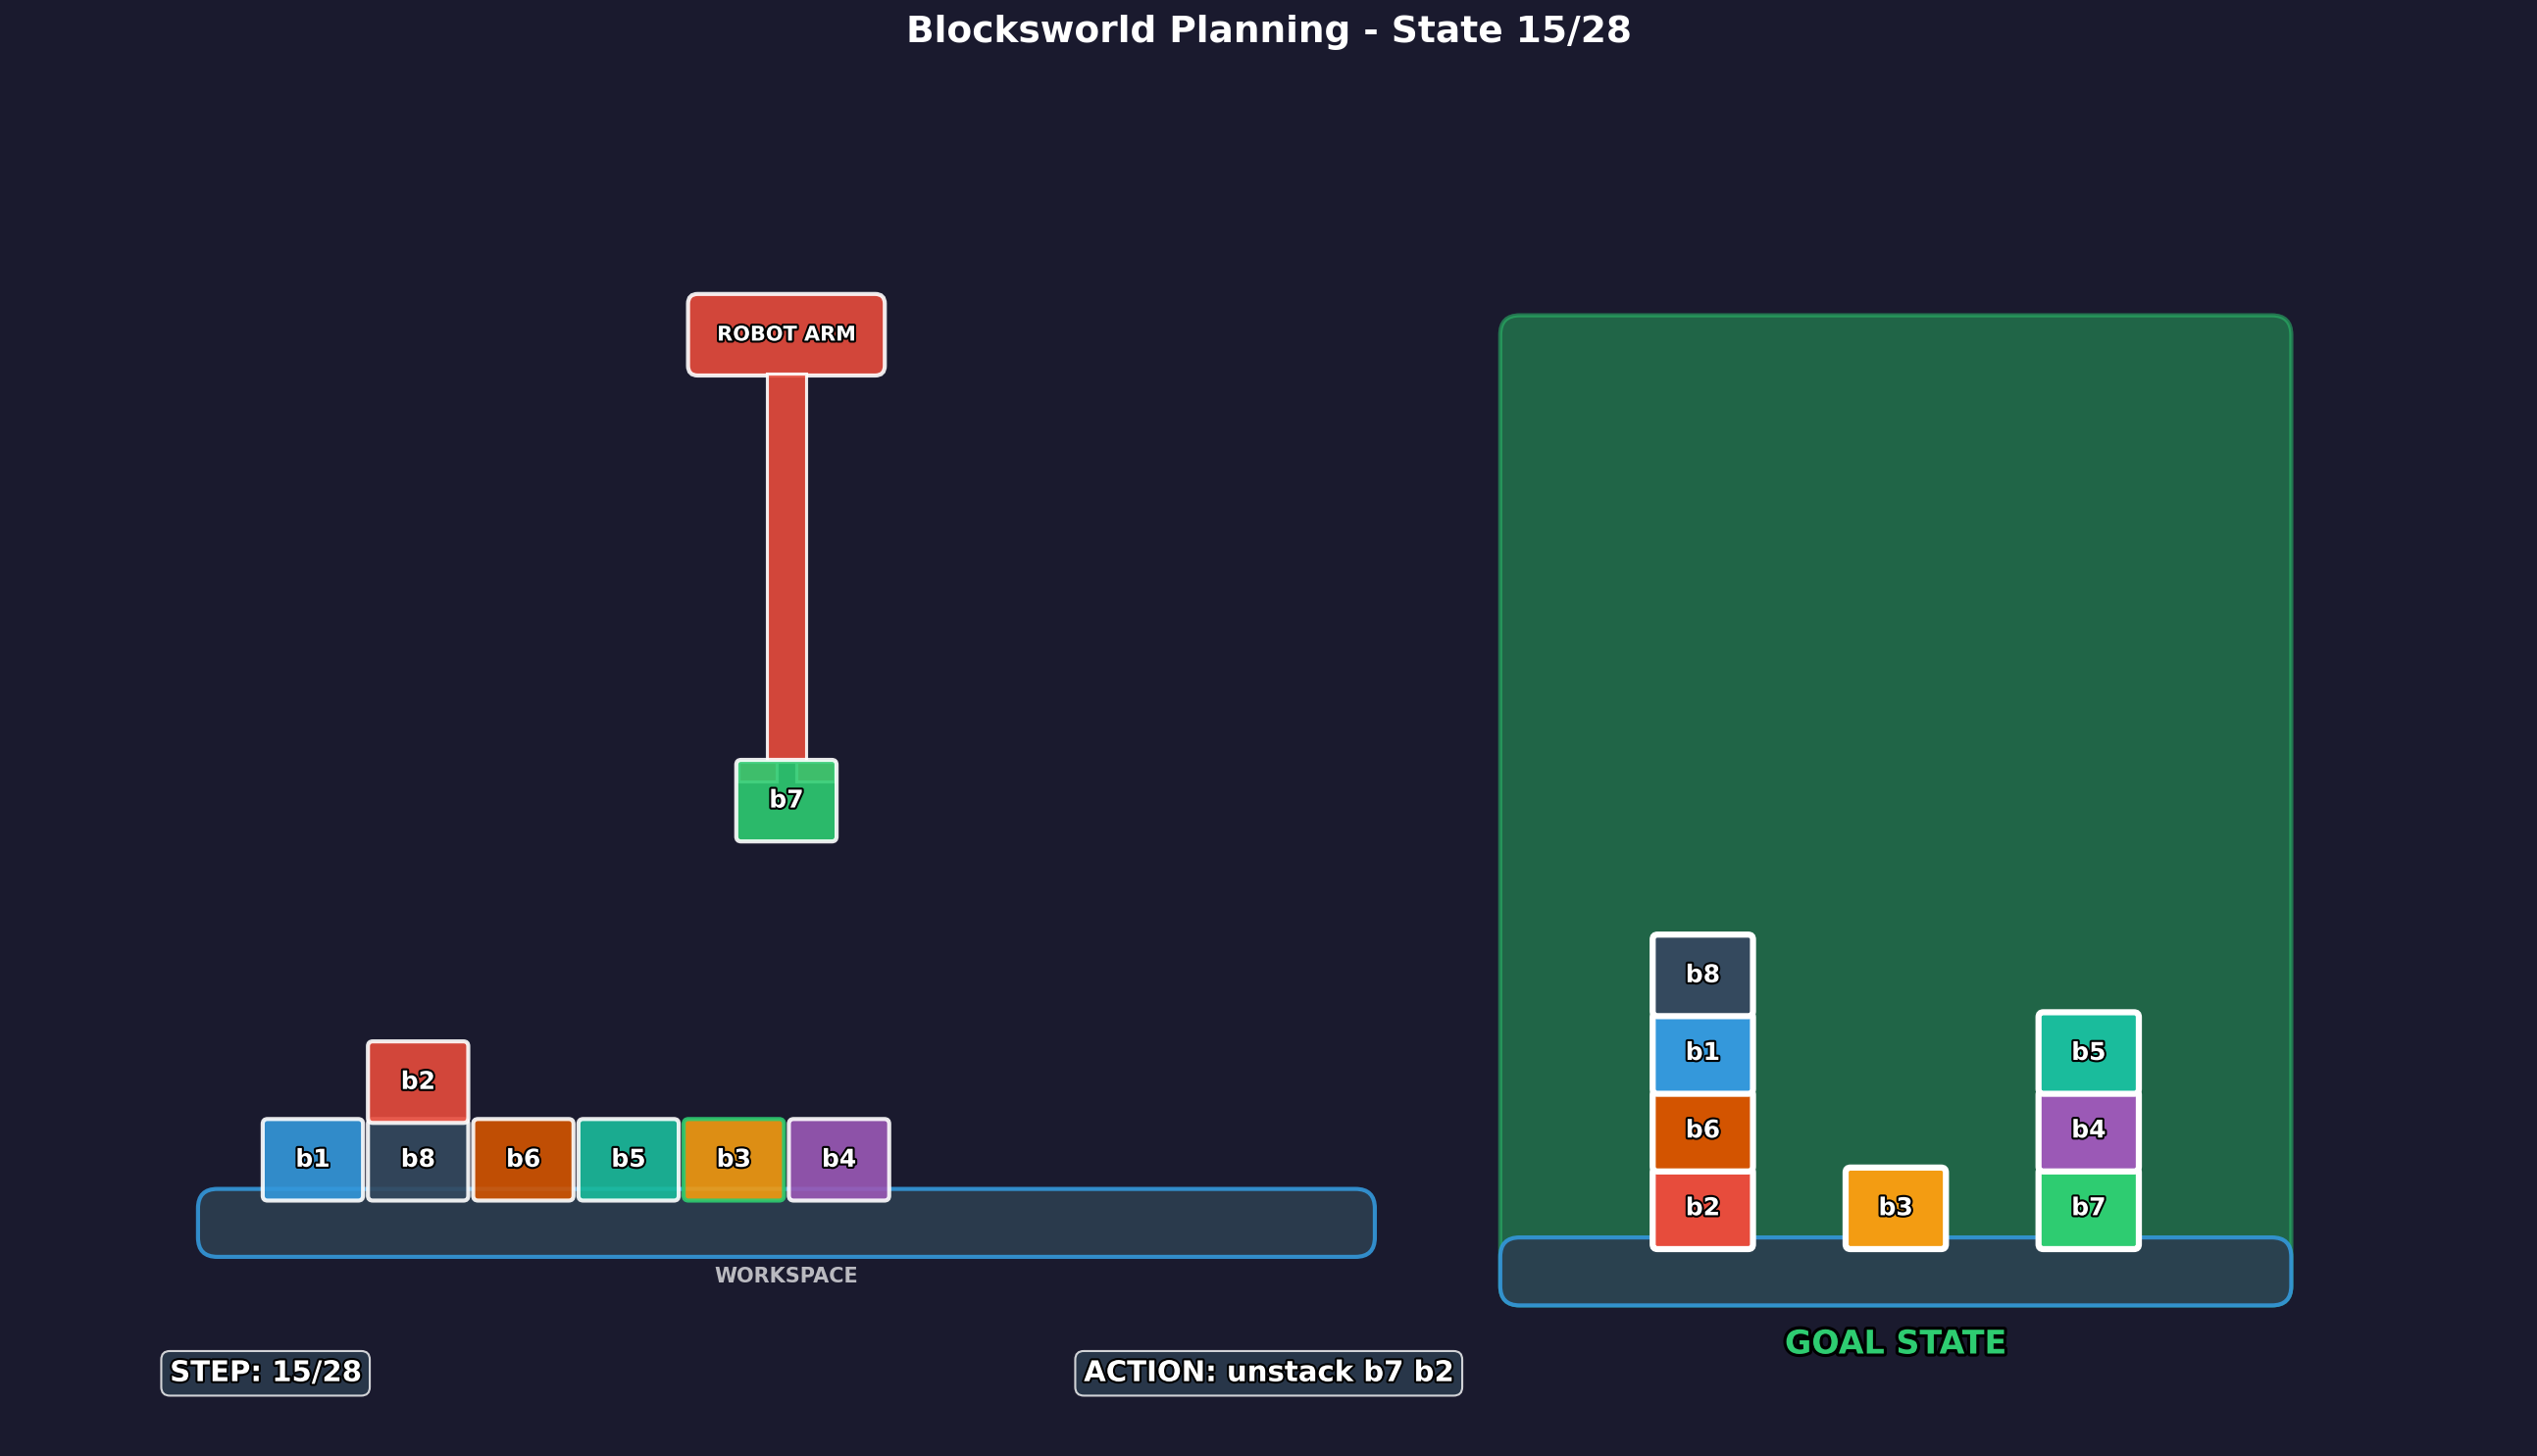 Blocksworld Planning - State 15/28
ROBOT ARM
b7
b2
b1
b8
b6
b5
b3
b4
WORKSPACE
b8
b1
b6
b2
b3
b5
b4
b7
GOAL STATE
STEP: 15/28
ACTION: unstack b7 b2